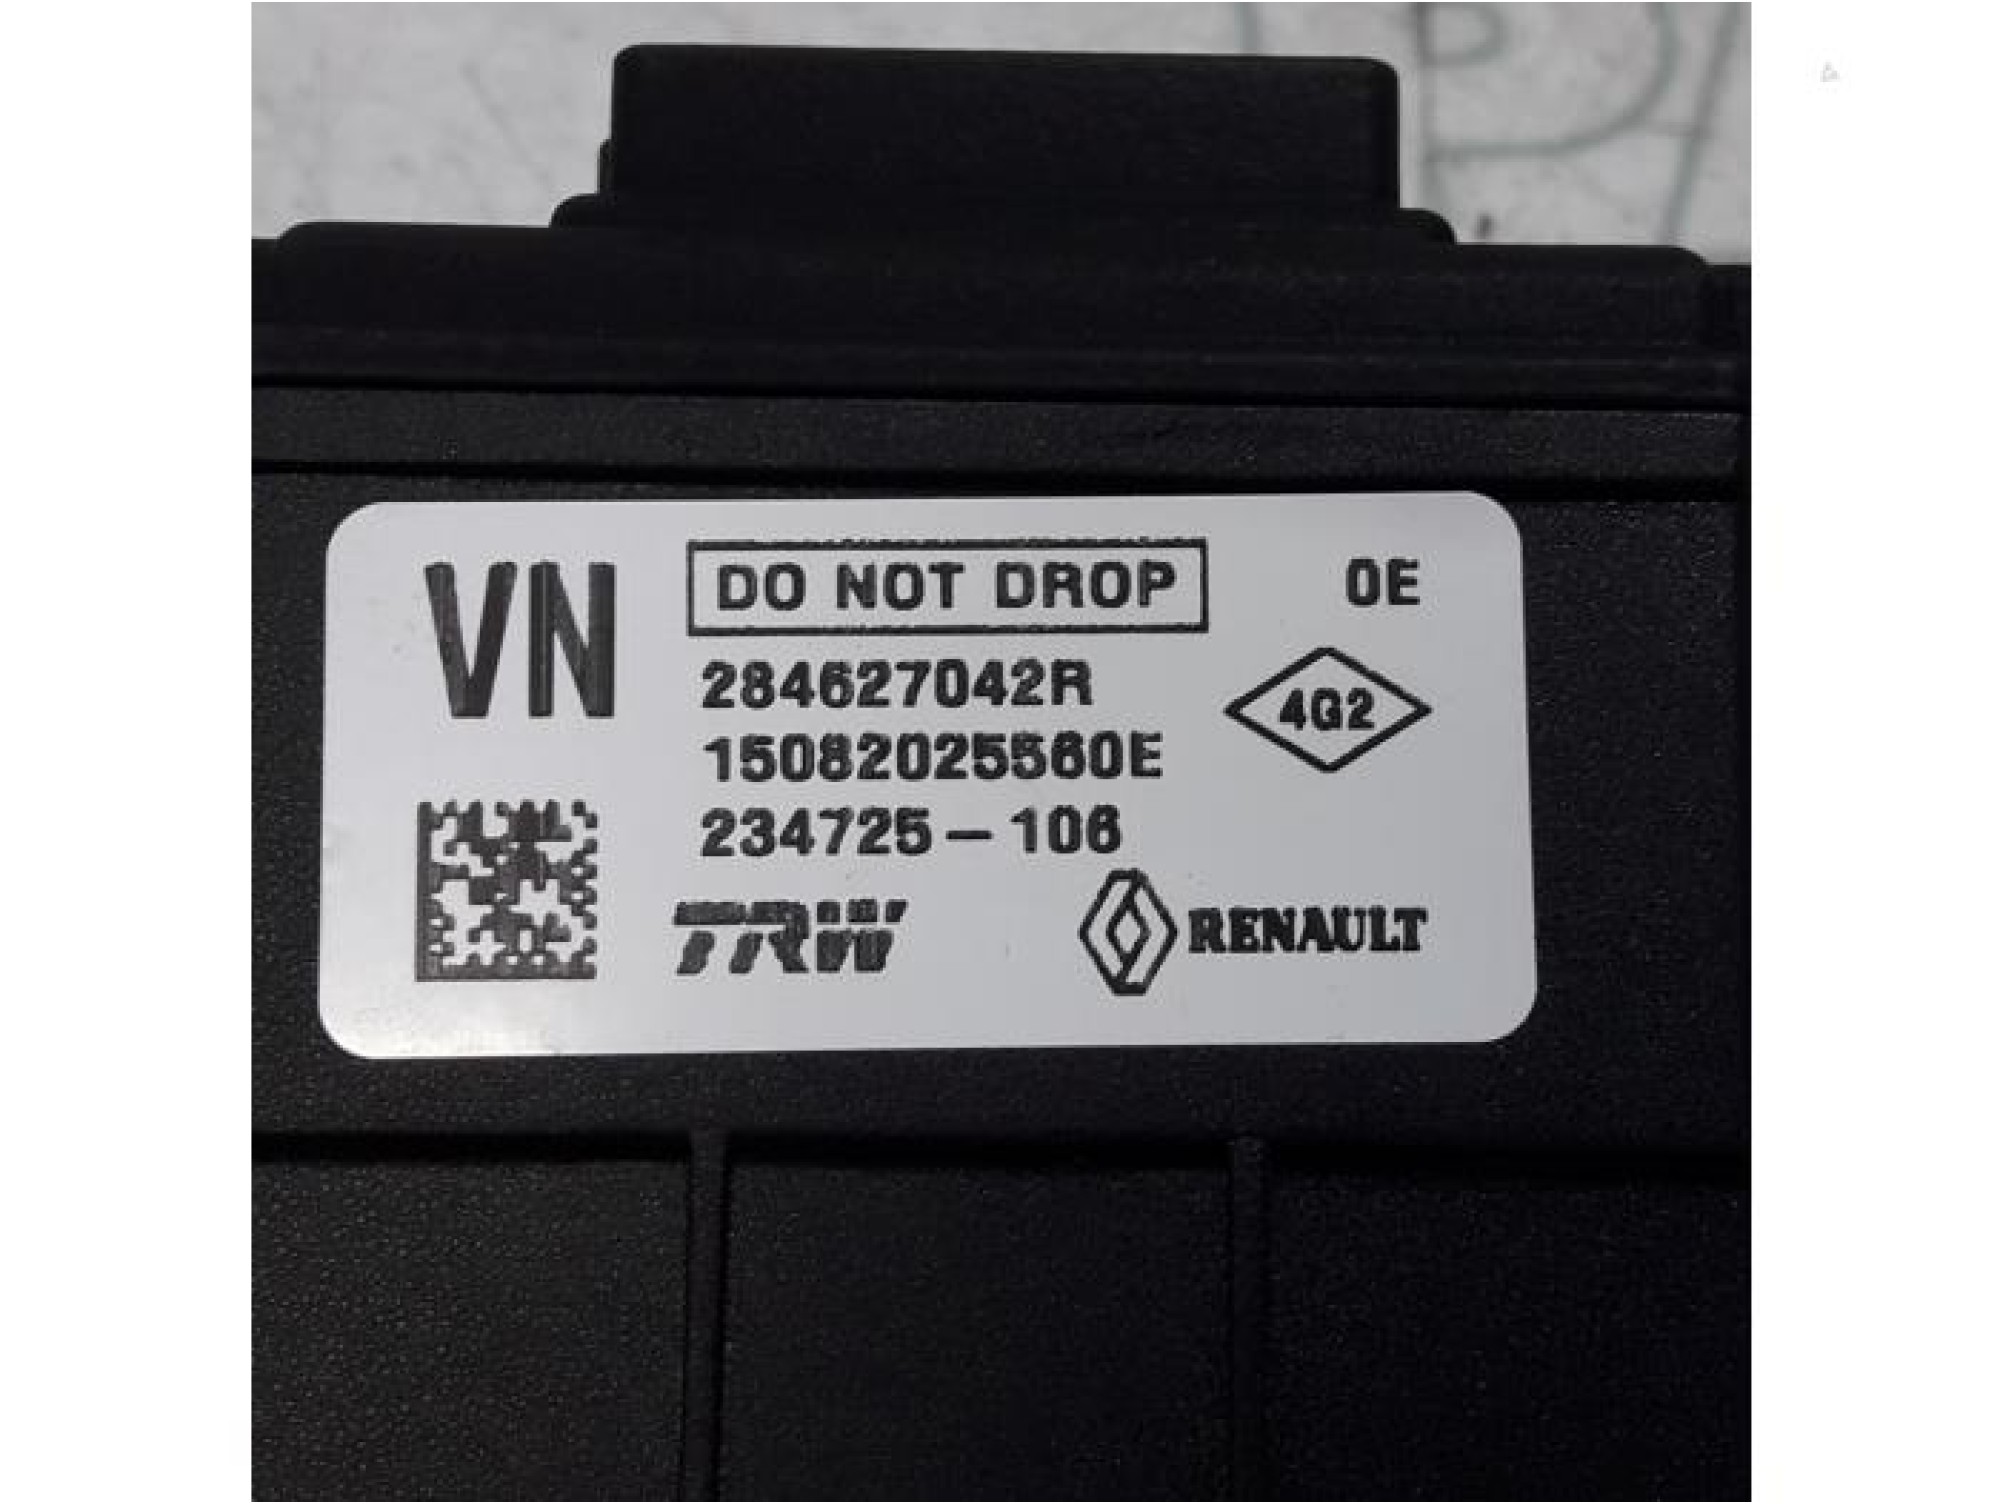 VN
DO NOT DROP
0E
284627042R
4G2
15082025560E
234725-106
TRW
RENAULT